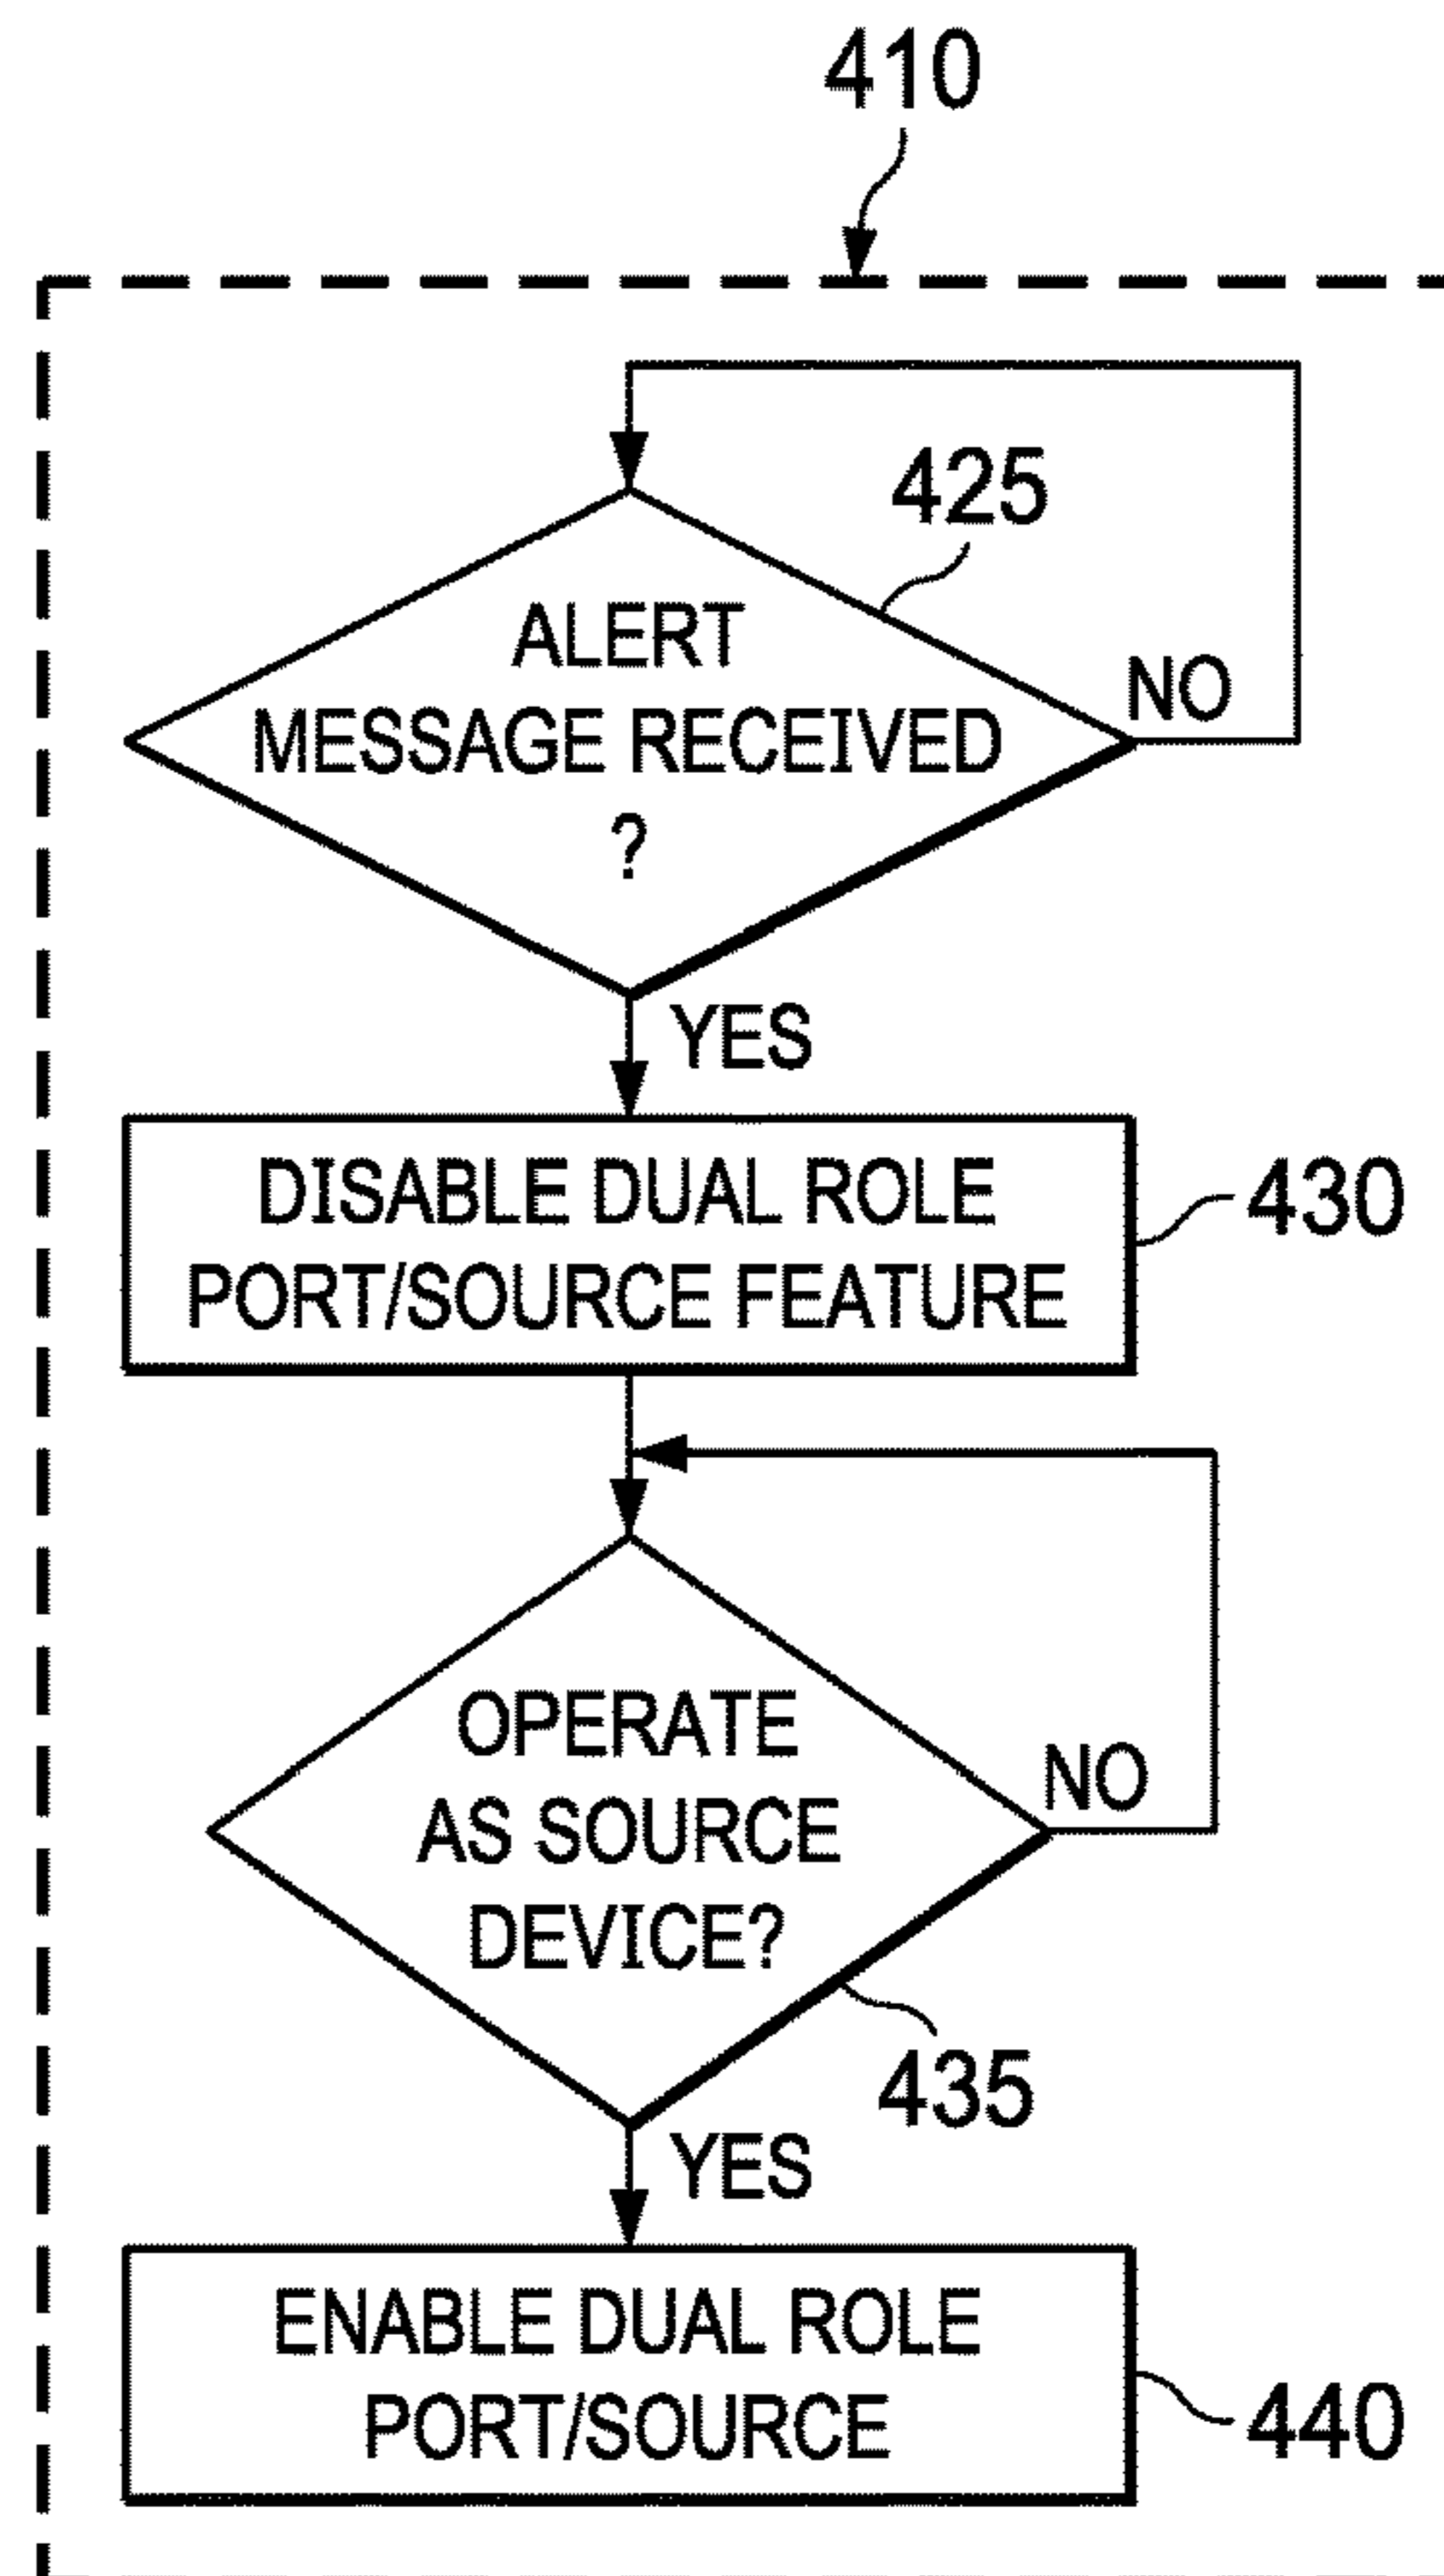 410
425
ALERT
MESSAGE RECEIVED
?
NO
YES
DISABLE DUAL ROLE
PORT/SOURCE FEATURE
430
OPERATE
AS SOURCE
DEVICE?
NO
435
YES
ENABLE DUAL ROLE
PORT/SOURCE
440